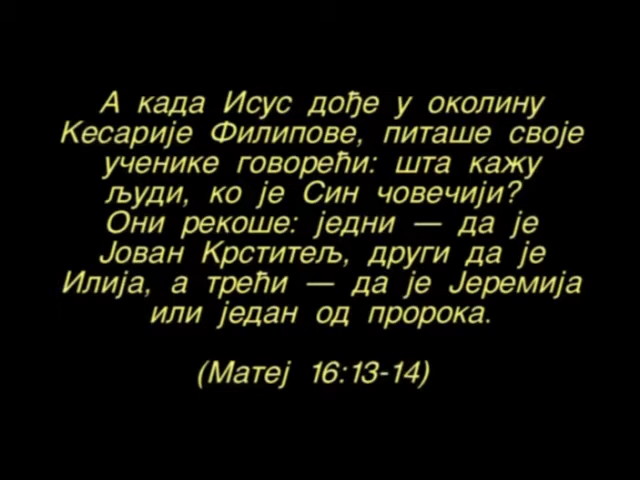 А када Исус дође у околину
Кесарије Филипове, питаше своје
ученике говорећи: шта кажу
људи, ко је Син човечији?
Они рекоше: једни — да је
Јован Крститељ, други да је
Илија, а трећи — да је Јеремија
или један од пророка.
(Матеј 16:13-14)